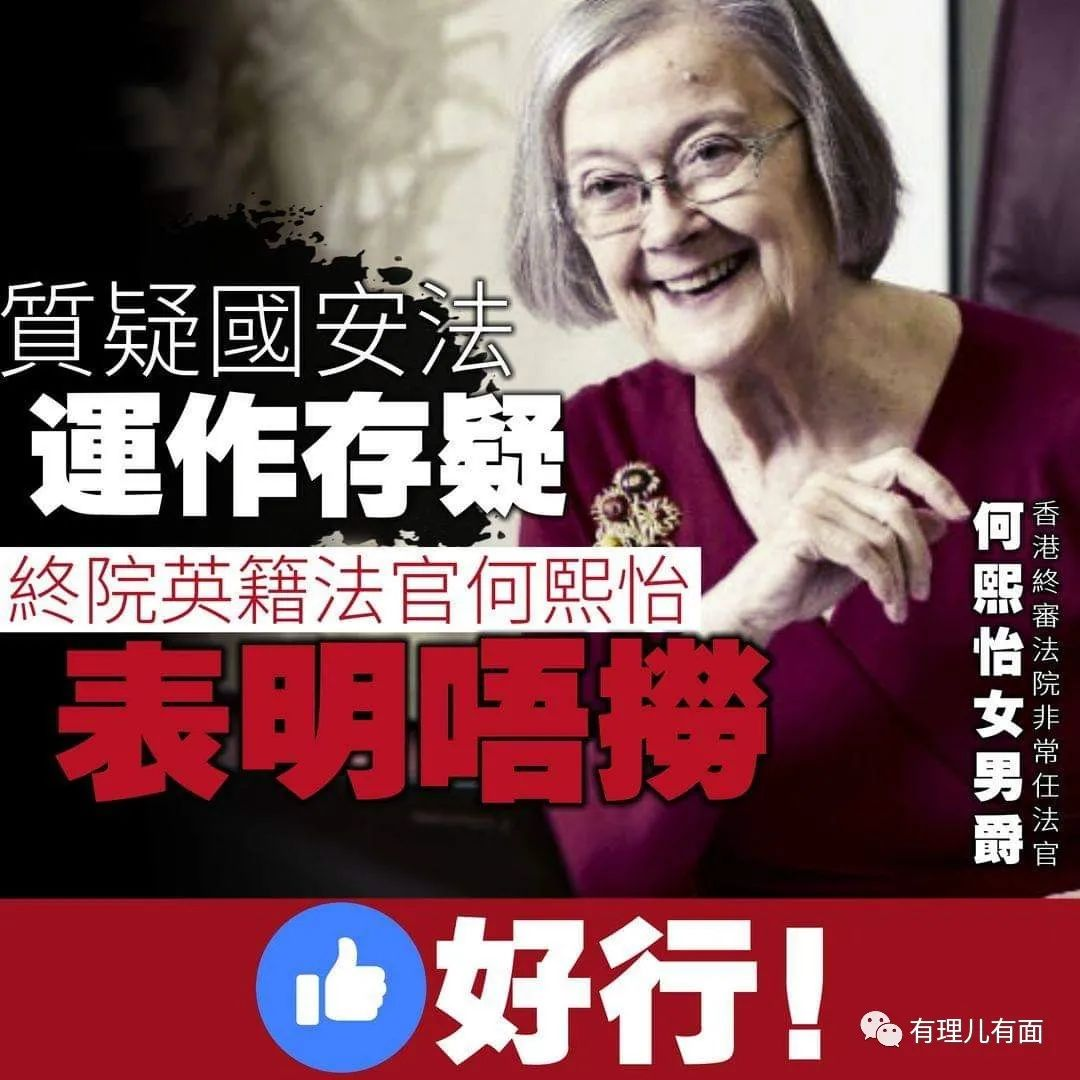 質疑國安法
運作存疑
終院英籍法官何熙怡
表明唔撈
香港終審法院非常任法官
何熙怡女男爵
好行！
有理儿有面